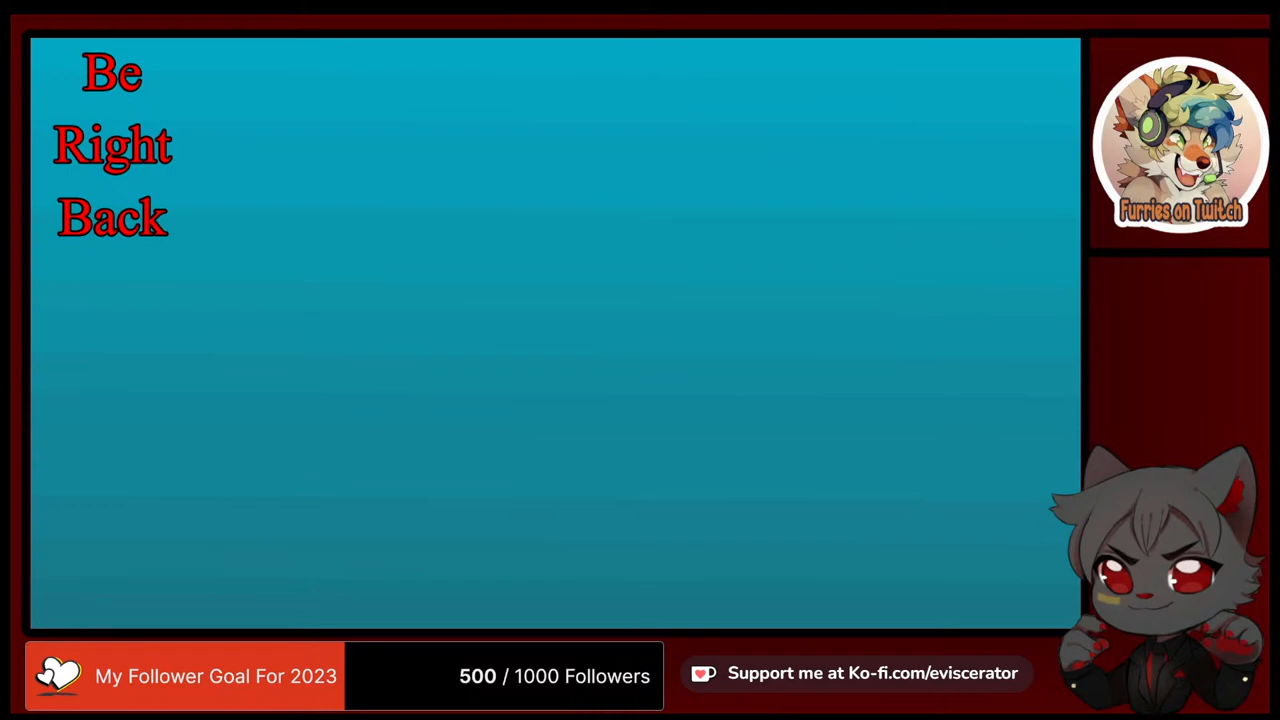 Be
Right
Back
Furries on Twitch
My Follower Goal For 2023
500 / 1000 Followers
Support me at Ko-fi.com/eviscerator